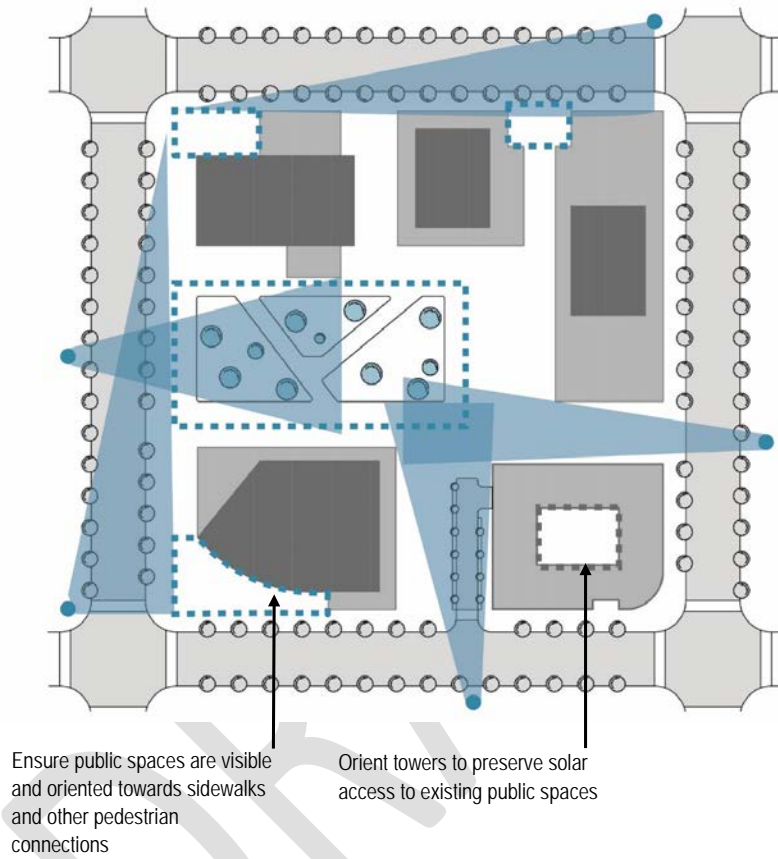 Ensure public spaces are visible
and oriented towards sidewalks
and other pedestrian
connections
Orient towers to preserve solar
access to existing public spaces